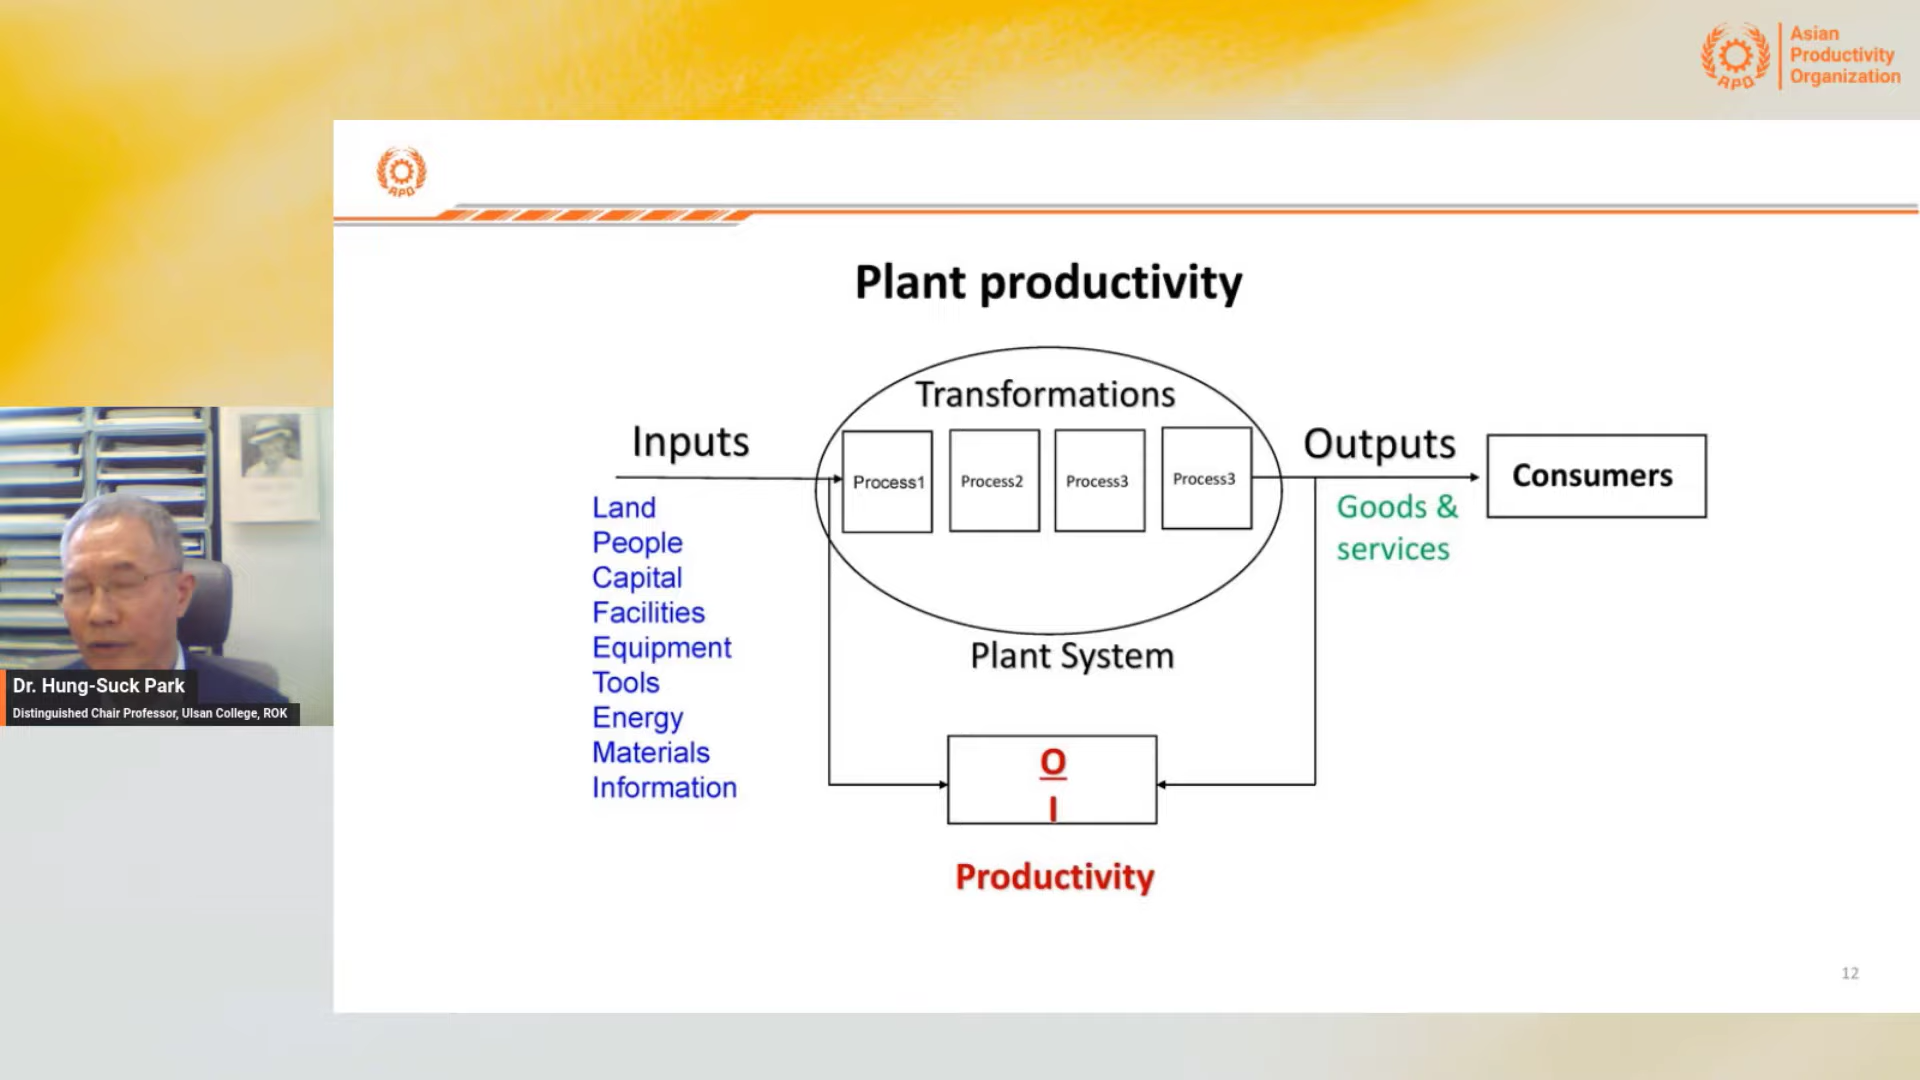 Asian
Productivity
Organization
APO
APO
Plant productivity
Transformations
Inputs
Process1
Process2
Process3
Process3
Outputs
Consumers
Land
People
Capital
Facilities
Equipment
Tools
Energy
Materials
Information
Goods &
services
Plant System
O
I
Productivity
12
Dr. Hung-Suck Park
Distinguished Chair Professor, Ulsan College, ROK